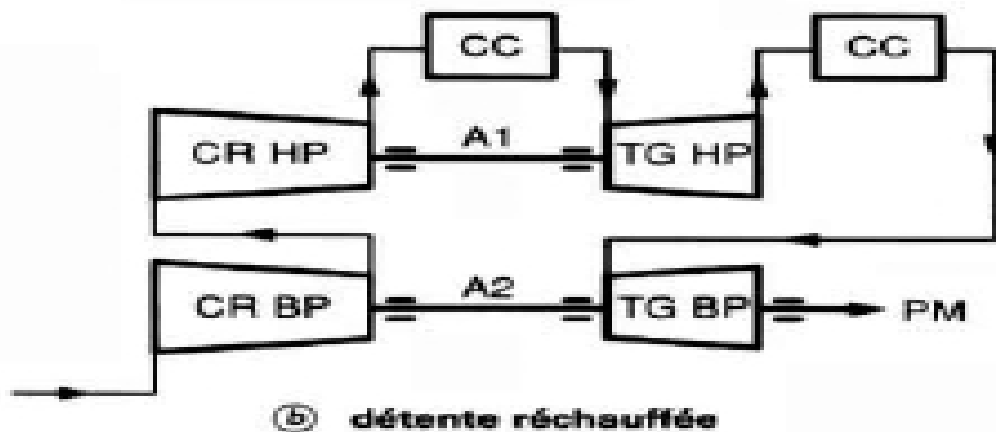 CC CC
CR HP A1 TG HP
CR BP A2 TG BP PM
ⓑ détente réchauffée